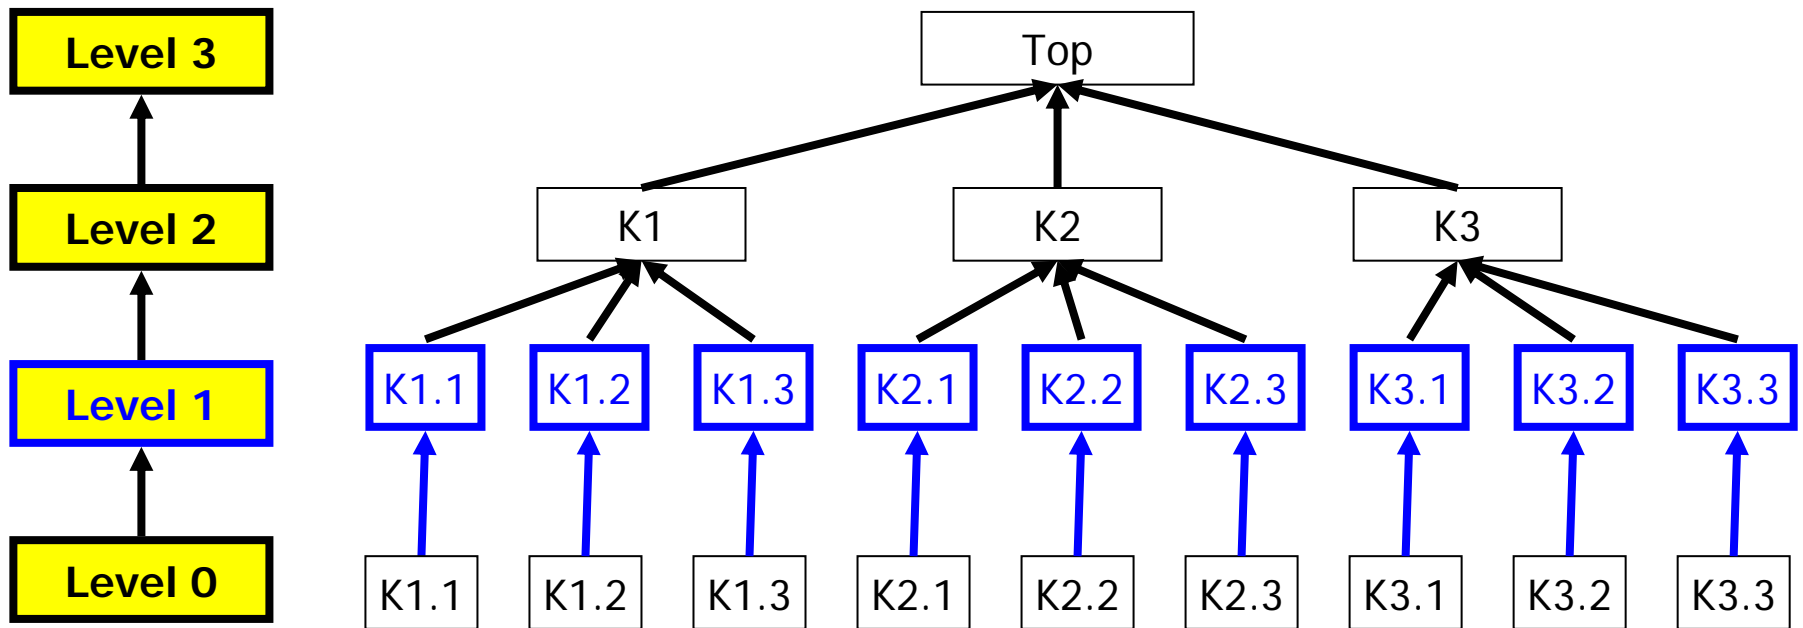 Level 3
Top
Level 2
K1
K2
K3
Level 1
K1.1
K1.2
K1.3
K2.1
K2.2
K2.3
K3.1
K3.2
K3.3
Level 0
K1.1
K1.2
K1.3
K2.1
K2.2
K2.3
K3.1
K3.2
K3.3